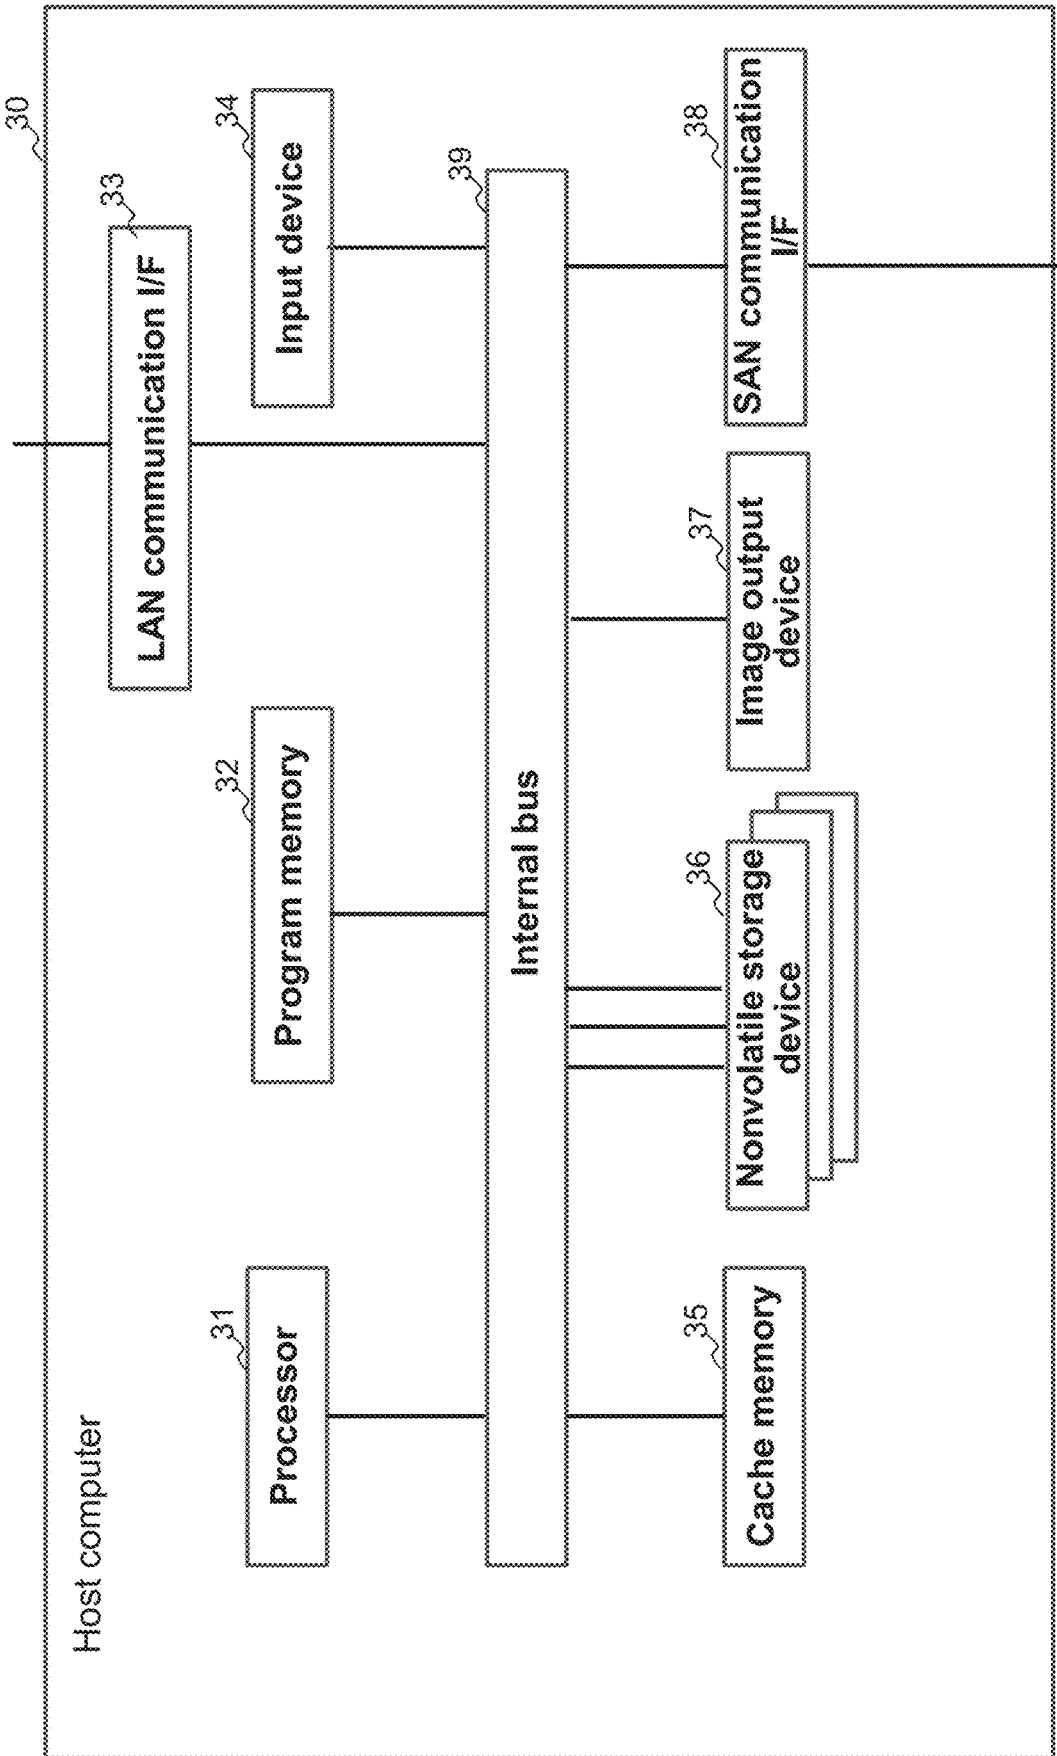 30
Host computer
33
LAN communication I/F
31
Processor
32
Program memory
34
Input device
39
Internal bus
35
Cache memory
36
Nonvolatile storage
device
37
Image output
device
38
SAN communication
I/F